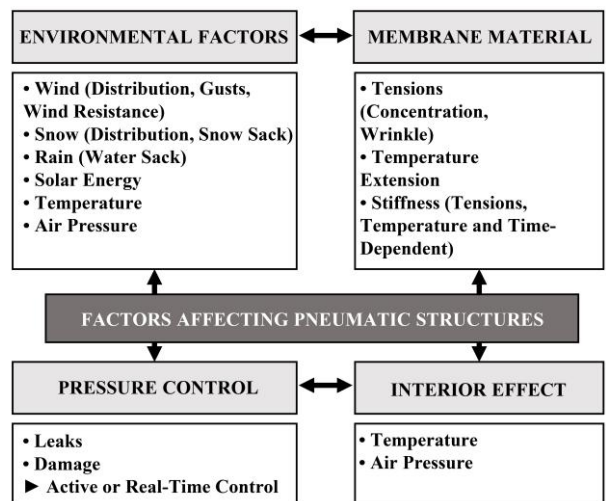 ENVIRONMENTAL FACTORS
• Wind (Distribution, Gusts,
Wind Resistance)
• Snow (Distribution, Snow Sack)
• Rain (Water Sack)
• Solar Energy
• Temperature
• Air Pressure
MEMBRANE MATERIAL
• Tensions
(Concentration,
Wrinkle)
• Temperature
Extension
• Stiffness (Tensions,
Temperature and Time-
Dependent)
FACTORS AFFECTING PNEUMATIC STRUCTURES
PRESSURE CONTROL
• Leaks
• Damage
► Active or Real-Time Control
INTERIOR EFFECT
• Temperature
• Air Pressure